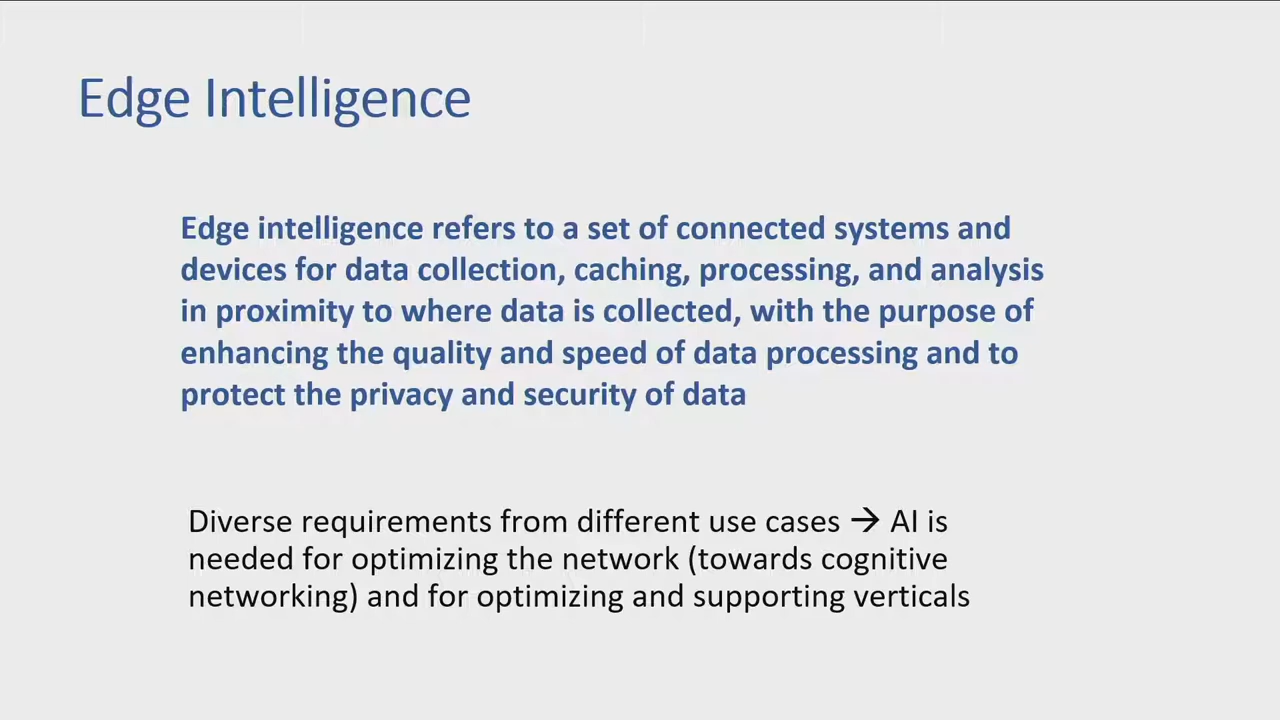 Edge Intelligence
Edge intelligence refers to a set of connected systems and
devices for data collection, caching, processing, and analysis
in proximity to where data is collected, with the purpose of
enhancing the quality and speed of data processing and to
protect the privacy and security of data
Diverse requirements from different use cases → AI is
needed for optimizing the network (towards cognitive
networking) and for optimizing and supporting verticals